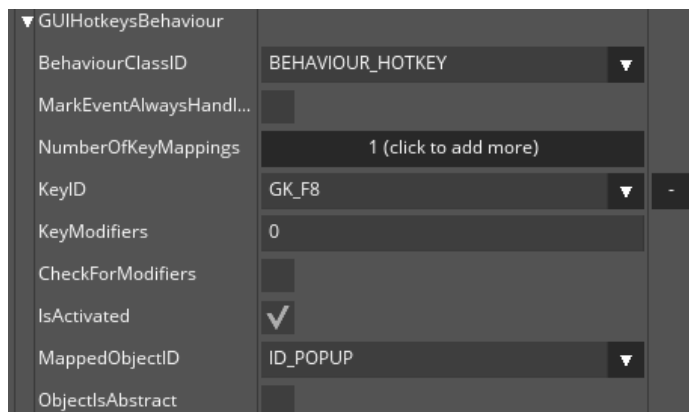 GUIHotkeysBehaviour
BehaviourClassID BEHAVIOUR_HOTKEY
MarkEventAlwaysHandl...
NumberOfKeyMappings 1 (click to add more)
KeyID GK_F8 -
KeyModifiers 0
CheckForModifiers
IsActivated
MappedObjectID ID_POPUP
ObjectIsAbstract